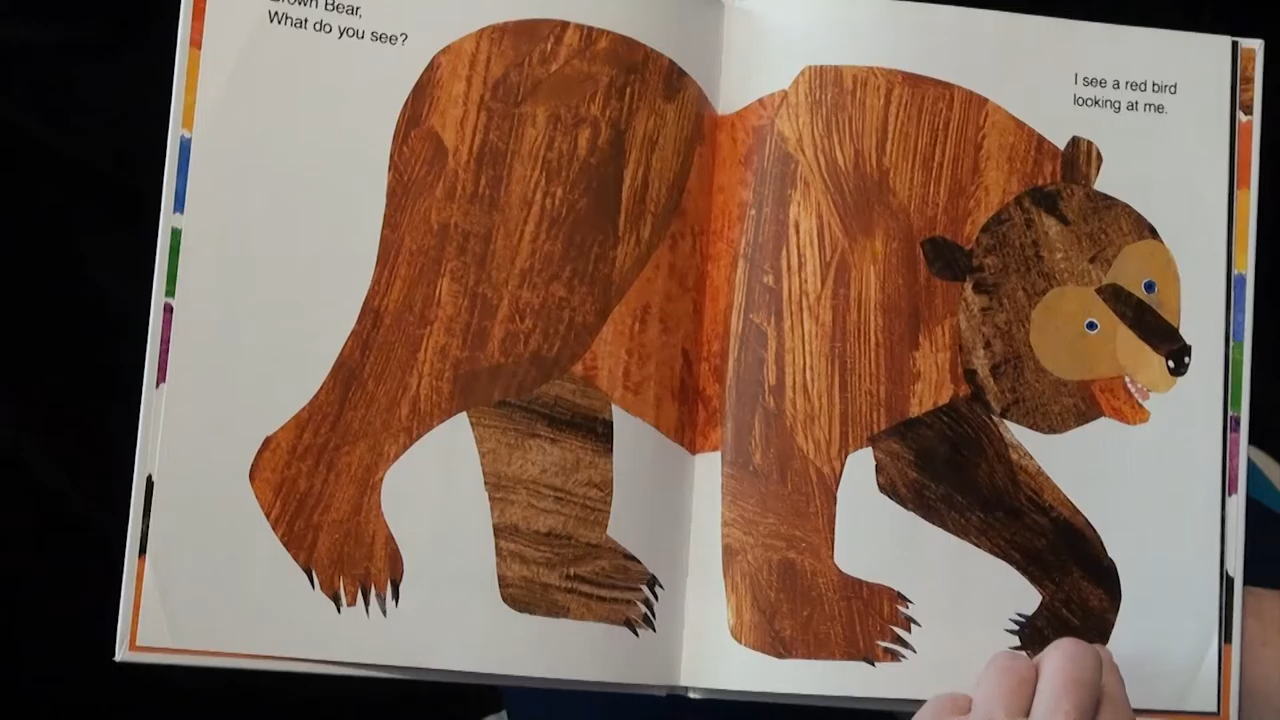 Brown Bear,
What do you see?
I see a red bird
looking at me.